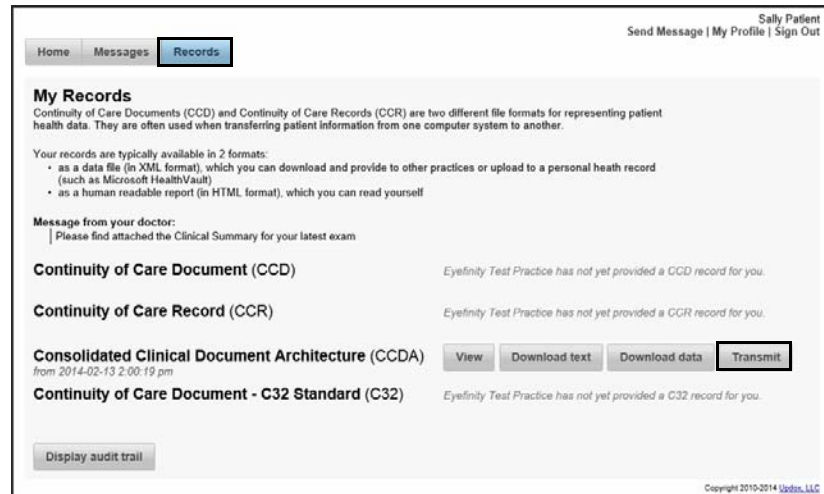 Sally Patient
Send Message | My Profile | Sign Out
Home Messages Records
My Records
Continuity of Care Documents (CCD) and Continuity of Care Records (CCR) are two different file formats for representing patient
health data. They are often used when transferring patient information from one computer system to another.
Your records are typically available in 2 formats:
• as a data file (in XML format), which you can download and provide to other practices or upload to a personal heath record
(such as Microsoft HealthVault)
• as a human readable report (in HTML format), which you can read yourself
Message from your doctor:
Please find attached the Clinical Summary for your latest exam
Continuity of Care Document (CCD) Eyefinity Test Practice has not yet provided a CCD record for you.
Continuity of Care Record (CCR) Eyefinity Test Practice has not yet provided a CCR record for you.
Consolidated Clinical Document Architecture (CCDA) View Download text Download data Transmit
from 2014-02-13 2:00:19 pm
Continuity of Care Document - C32 Standard (C32) Eyefinity Test Practice has not yet provided a C32 record for you.
Display audit trail
Copyright 2010-2014 Updox, LLC